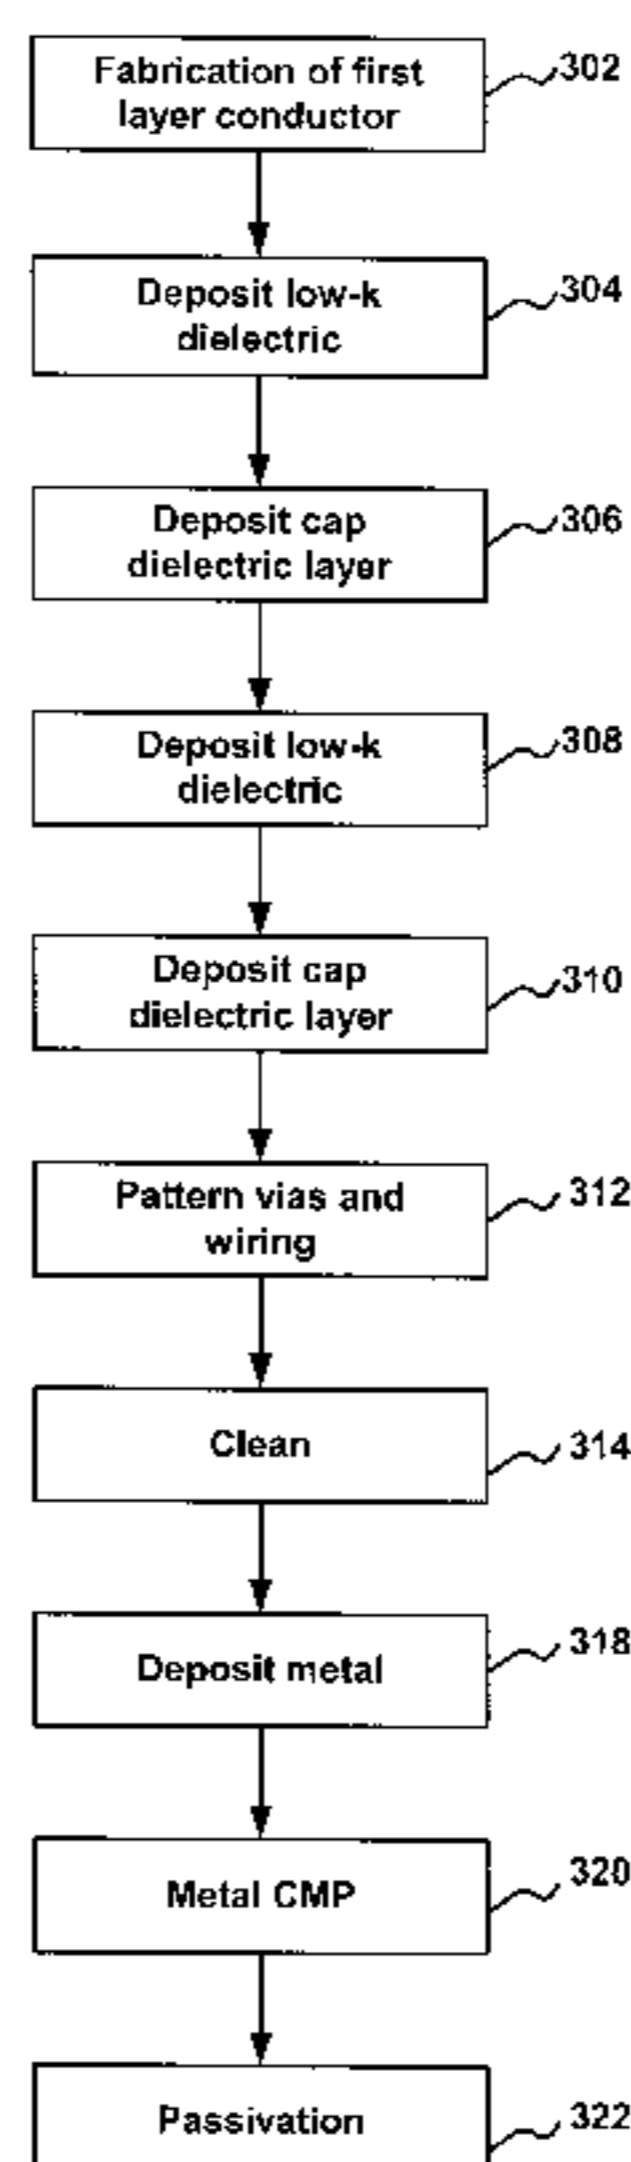 Fabrication of first
layer conductor
302
Deposit low-k
dielectric
304
Deposit cap
dielectric layer
306
Deposit low-k
dielectric
308
Deposit cap
dielectric layer
310
Pattern vias and
wiring
312
Clean
314
Deposit metal
318
Metal CMP
320
Passivation
322